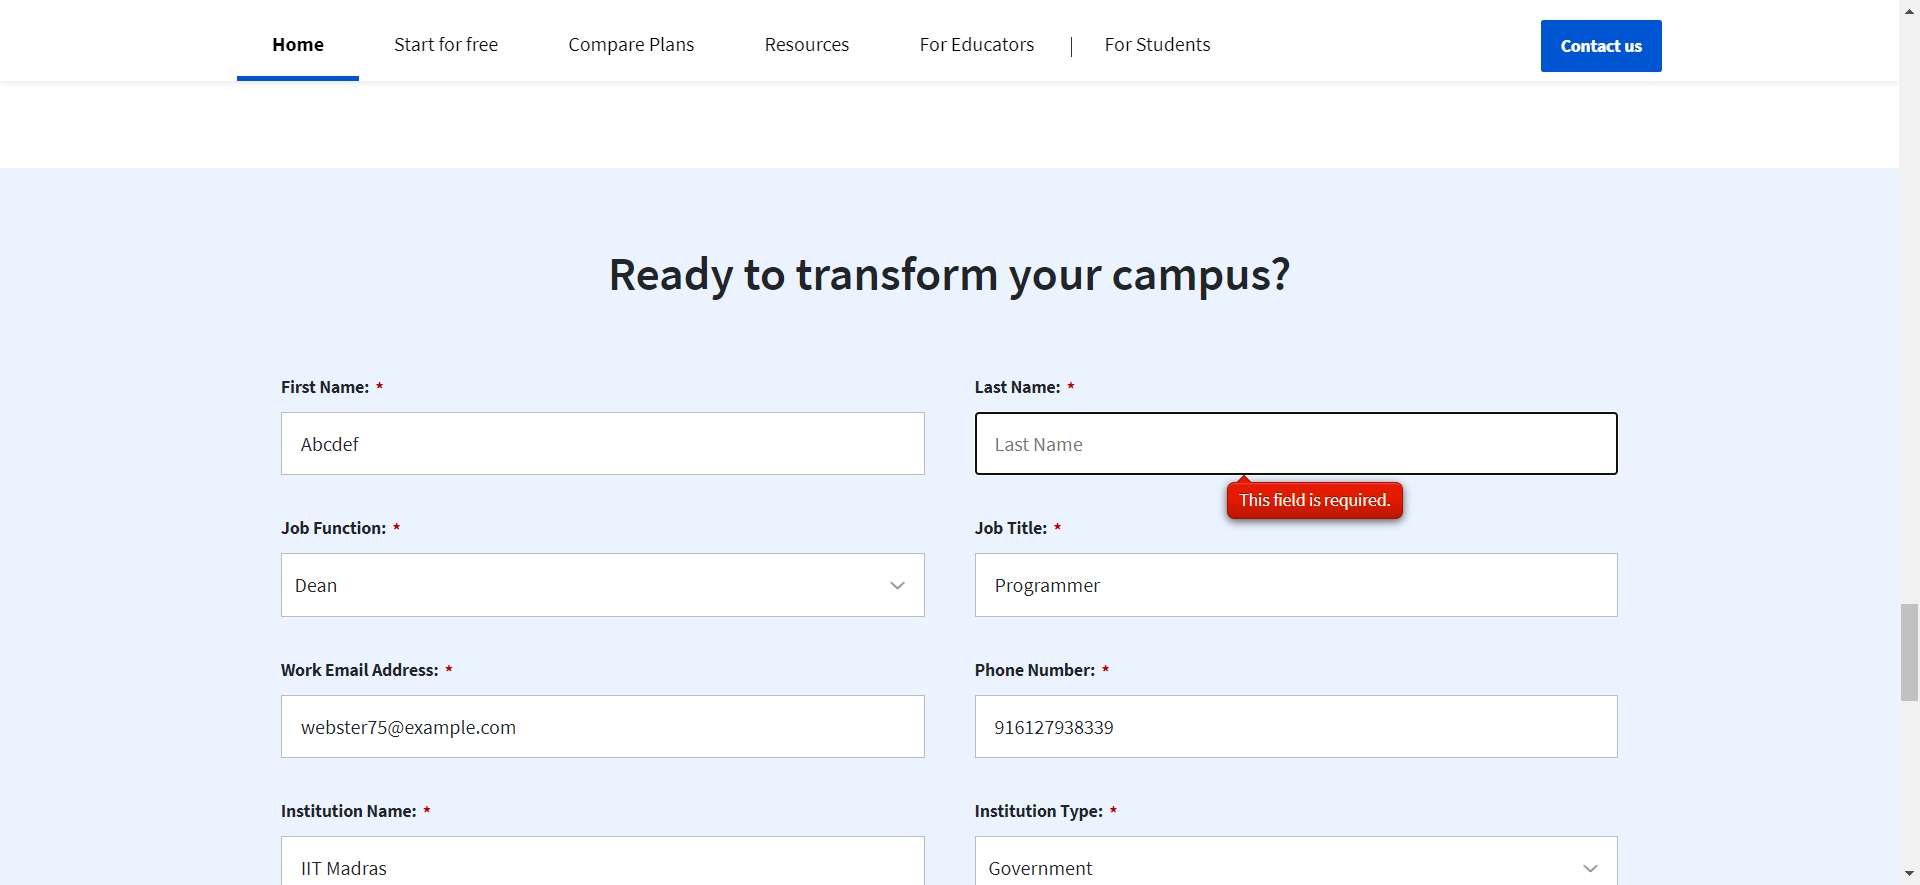 Home Start for free Compare Plans Resources For Educators | For Students Contact us
Ready to transform your campus?
First Name: * Last Name: *
Abcdef Last Name
This field is required.
Job Function: * Job Title: *
Dean Programmer
Work Email Address: * Phone Number: *
webster75@example.com 916127938339
Institution Name: * Institution Type: *
IIT Madras Government